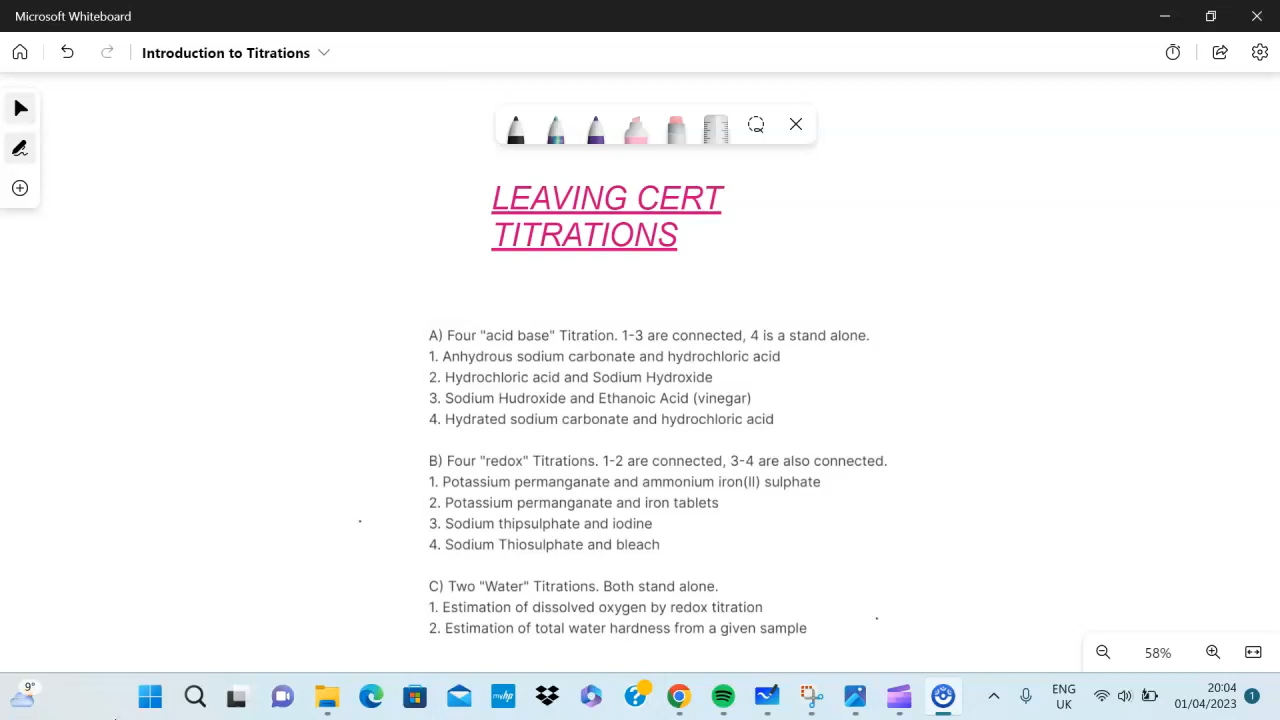 Microsoft Whiteboard
Introduction to Titrations
LEAVING CERT
TITRATIONS
A) Four "acid base" Titration. 1-3 are connected, 4 is a stand alone.
1. Anhydrous sodium carbonate and hydrochloric acid
2. Hydrochloric acid and Sodium Hydroxide
3. Sodium Hudroxide and Ethanoic Acid (vinegar)
4. Hydrated sodium carbonate and hydrochloric acid
B) Four "redox" Titrations. 1-2 are connected, 3-4 are also connected.
1. Potassium permanganate and ammonium iron(II) sulphate
2. Potassium permanganate and iron tablets
3. Sodium thipsulphate and iodine
4. Sodium Thiosulphate and bleach
C) Two "Water" Titrations. Both stand alone.
1. Estimation of dissolved oxygen by redox titration
2. Estimation of total water hardness from a given sample
58%
9°
myhp
ENG
UK
20:04
01/04/2023
1